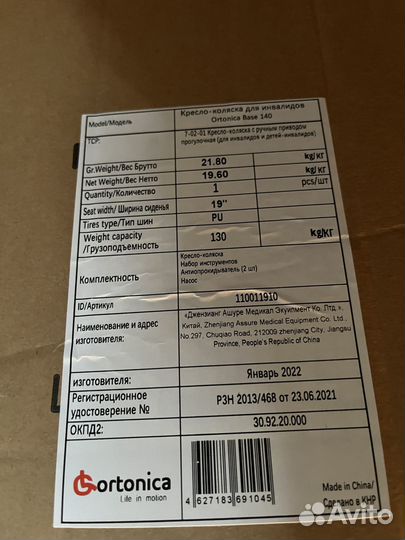 Model/Модель
Кресло-коляска для инвалидов
Ortonica Base 140
ТСР:
7-02-01 Кресло-коляска с ручным приводом
прогулочная (для инвалидов и детей-инвалидов)
Gr.Weight/Вес Брутто 21.80 kg/кг
Net Weight/Вес Нетто 19.60 kg/кг
Quantity/Количество 1 pcs/шт
Seat width/ Ширина сиденья 19"
Tires type/Тип шин PU
Weight capacity
/Грузоподъемность 130 kg/кг
Комплектность
Кресло-коляска
Набор инструментов
Антиопрокидыватель (2 шт)
Насос
ID/Артикул 110011910
Наименование и адрес
изготовителя:
«Джензианг Ашуре Медикал Экуипмент Ко. Лтд.»,
Китай, Zhenjiang Assure Medical Equipment Co., Ltd.,
No.297, Chuqiao Road, 212009 zhenjiang City, Jiangsu
Province, People's Republic of China
изготовителя: Январь 2022
Регистрационное
удостоверение № РЗН 2013/468 от 23.06.2021
ОКПД2: 30.92.20.000
ortonica
Life in motion
4 627183 691045
Made in China/
Сделано в КНР
Avito